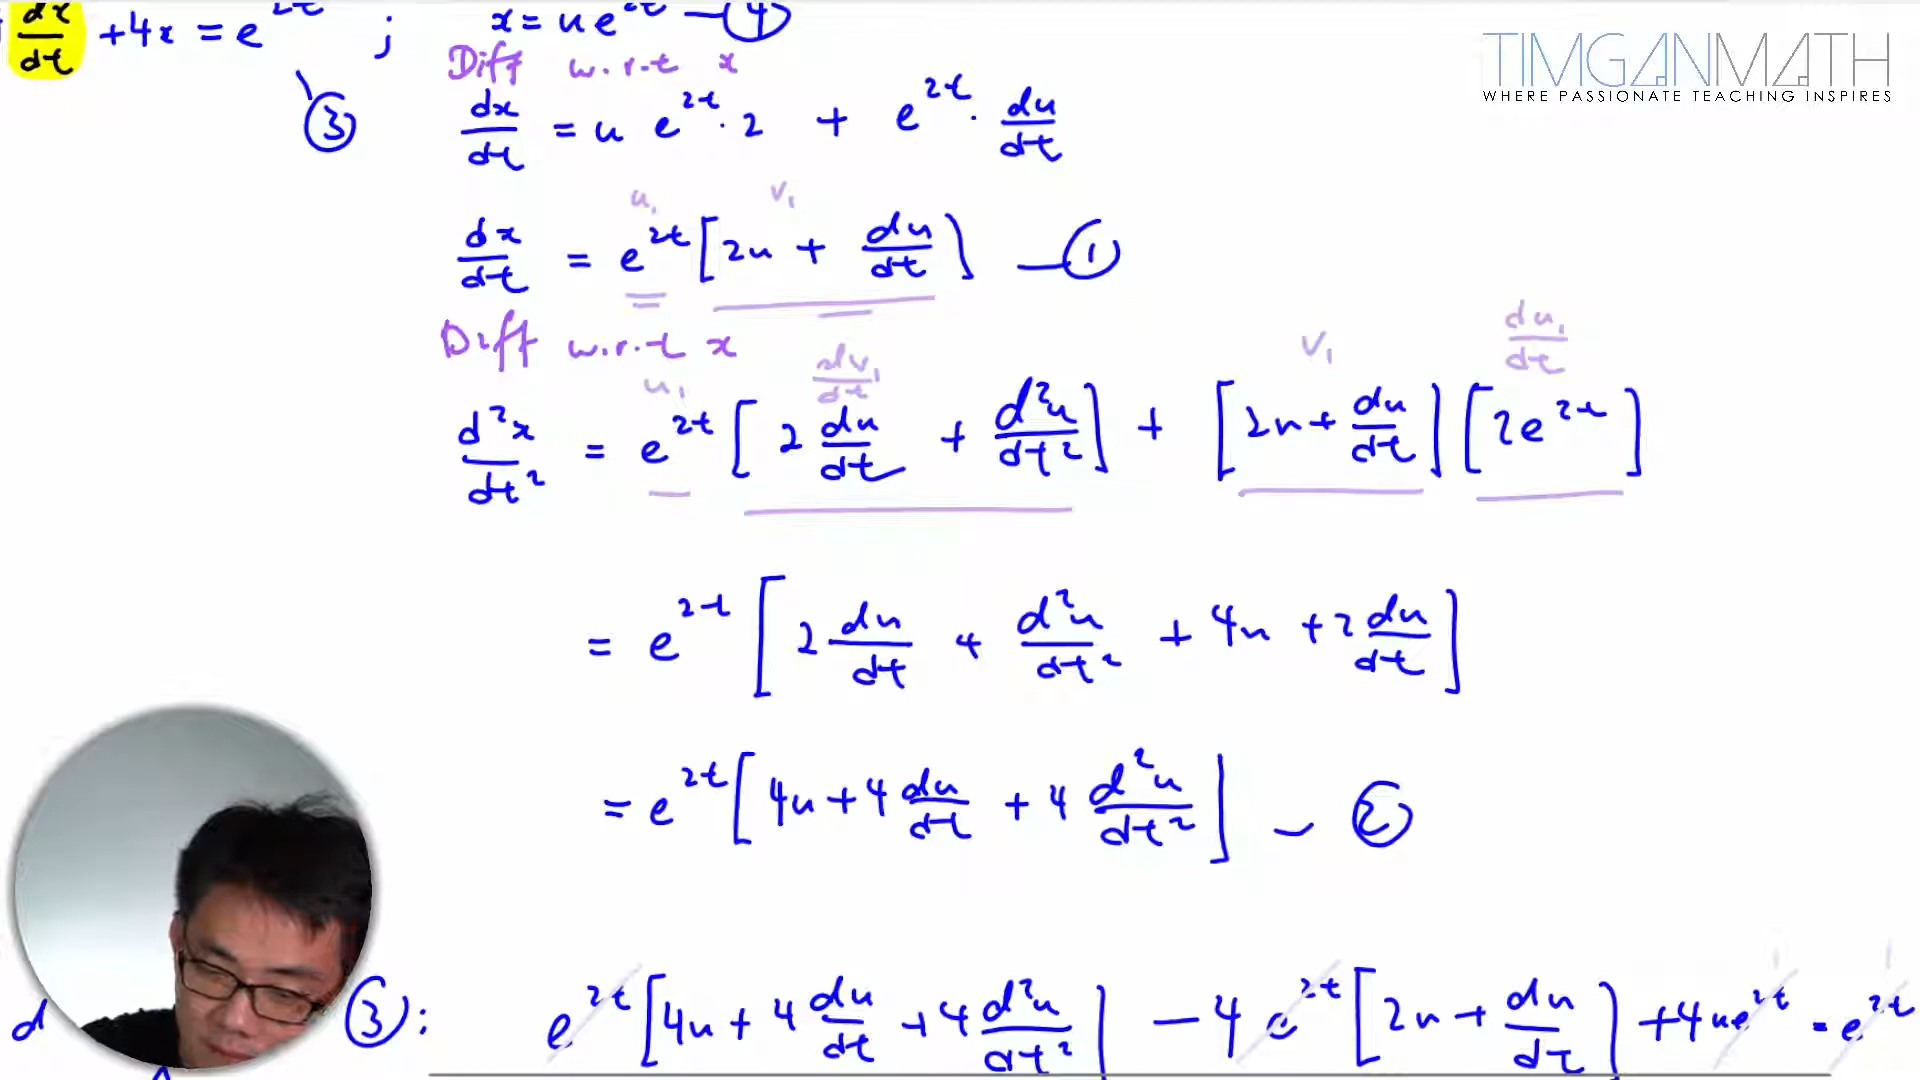 dx/dt + 4x = e^2t ; x = u e^2t — ④
TIMGANMATH
WHERE PASSIONATE TEACHING INSPIRES
Diff w.r.t x
③
dx/dt = u e^2t · 2 + e^2t · du/dt
u₁ v₁
dx/dt = e^2t [2u + du/dt] — ①
Diff w.r.t x
u₁ dv₁/dt v₁ du₁/dt
d²x/dt² = e^2t [2 du/dt + d²u/dt²] + [2u + du/dt] [2e^2t]
= e^2t [2 du/dt + d²u/dt² + 4u + 2 du/dt]
= e^2t [4u + 4 du/dt + 4 d²u/dt²] — ②
d ③: e^2t [4u + 4 du/dt + 4 d²u/dt²] — 4 e^2t [2u + du/dt] + 4ue^2t = e^2t